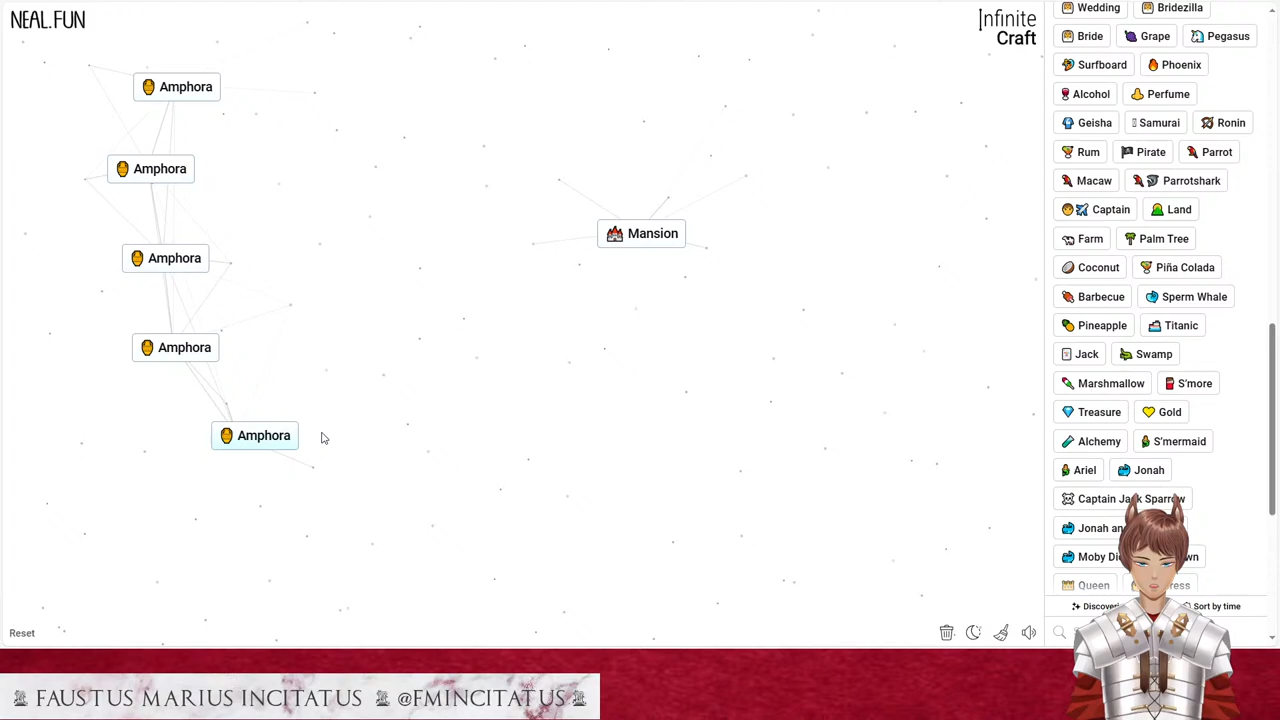 NEAL.FUN
Infinite
Craft
Amphora
Amphora
Amphora
Amphora
Amphora
Mansion
Reset
Wedding Bridezilla
Bride Grape Pegasus
Surfboard Phoenix
Alcohol Perfume
Geisha Samurai Ronin
Rum Pirate Parrot
Macaw Parrotshark
Captain Land
Farm Palm Tree
Coconut Piña Colada
Barbecue Sperm Whale
Pineapple Titanic
Jack Swamp
Marshmallow S'more
Treasure Gold
Alchemy S'mermaid
Ariel Jonah
Captain Jack Sparrow
Jonah
Moby
Queen
Sort by time
FAUSTUS MARIUS INCITATUS @FMINCITATUS